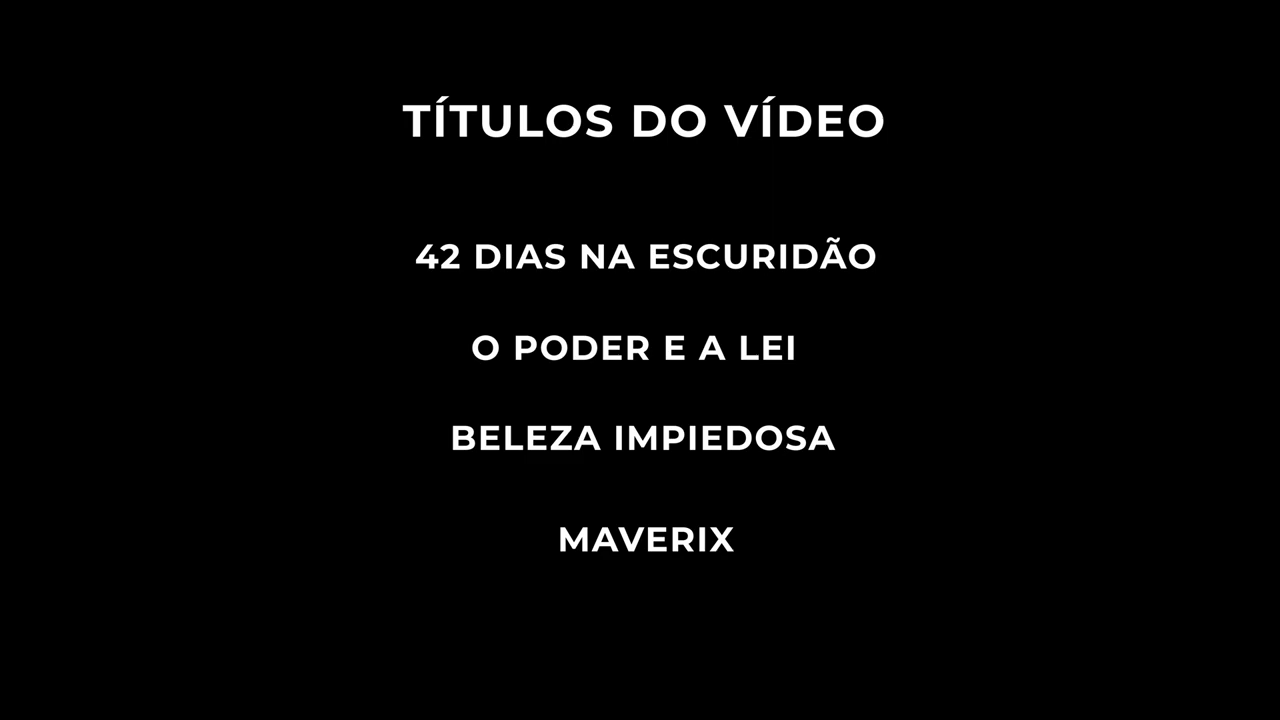 TÍTULOS DO VÍDEO
42 DIAS NA ESCURIDÃO
O PODER E A LEI
BELEZA IMPIEDOSA
MAVERIX